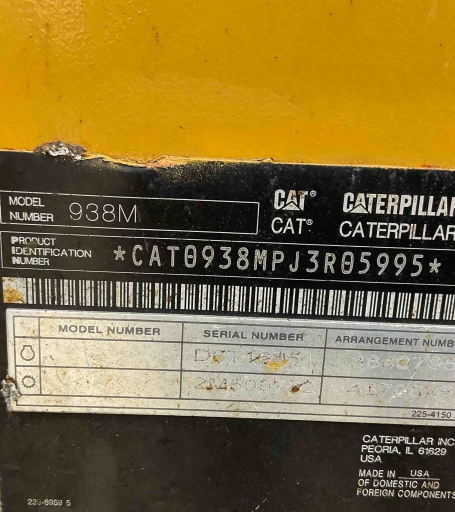 MODEL NUMBER 938M
CAT® CATERPILLAR
CAT® CATERPILLAR
PRODUCT IDENTIFICATION NUMBER *CAT0938MPJ3R05995*
MODEL NUMBER SERIAL NUMBER ARRANGEMENT NUMB
225-4150
CATERPILLAR INC
PEORIA, IL 61629
USA
MADE IN USA
OF DOMESTIC AND
FOREIGN COMPONENTS